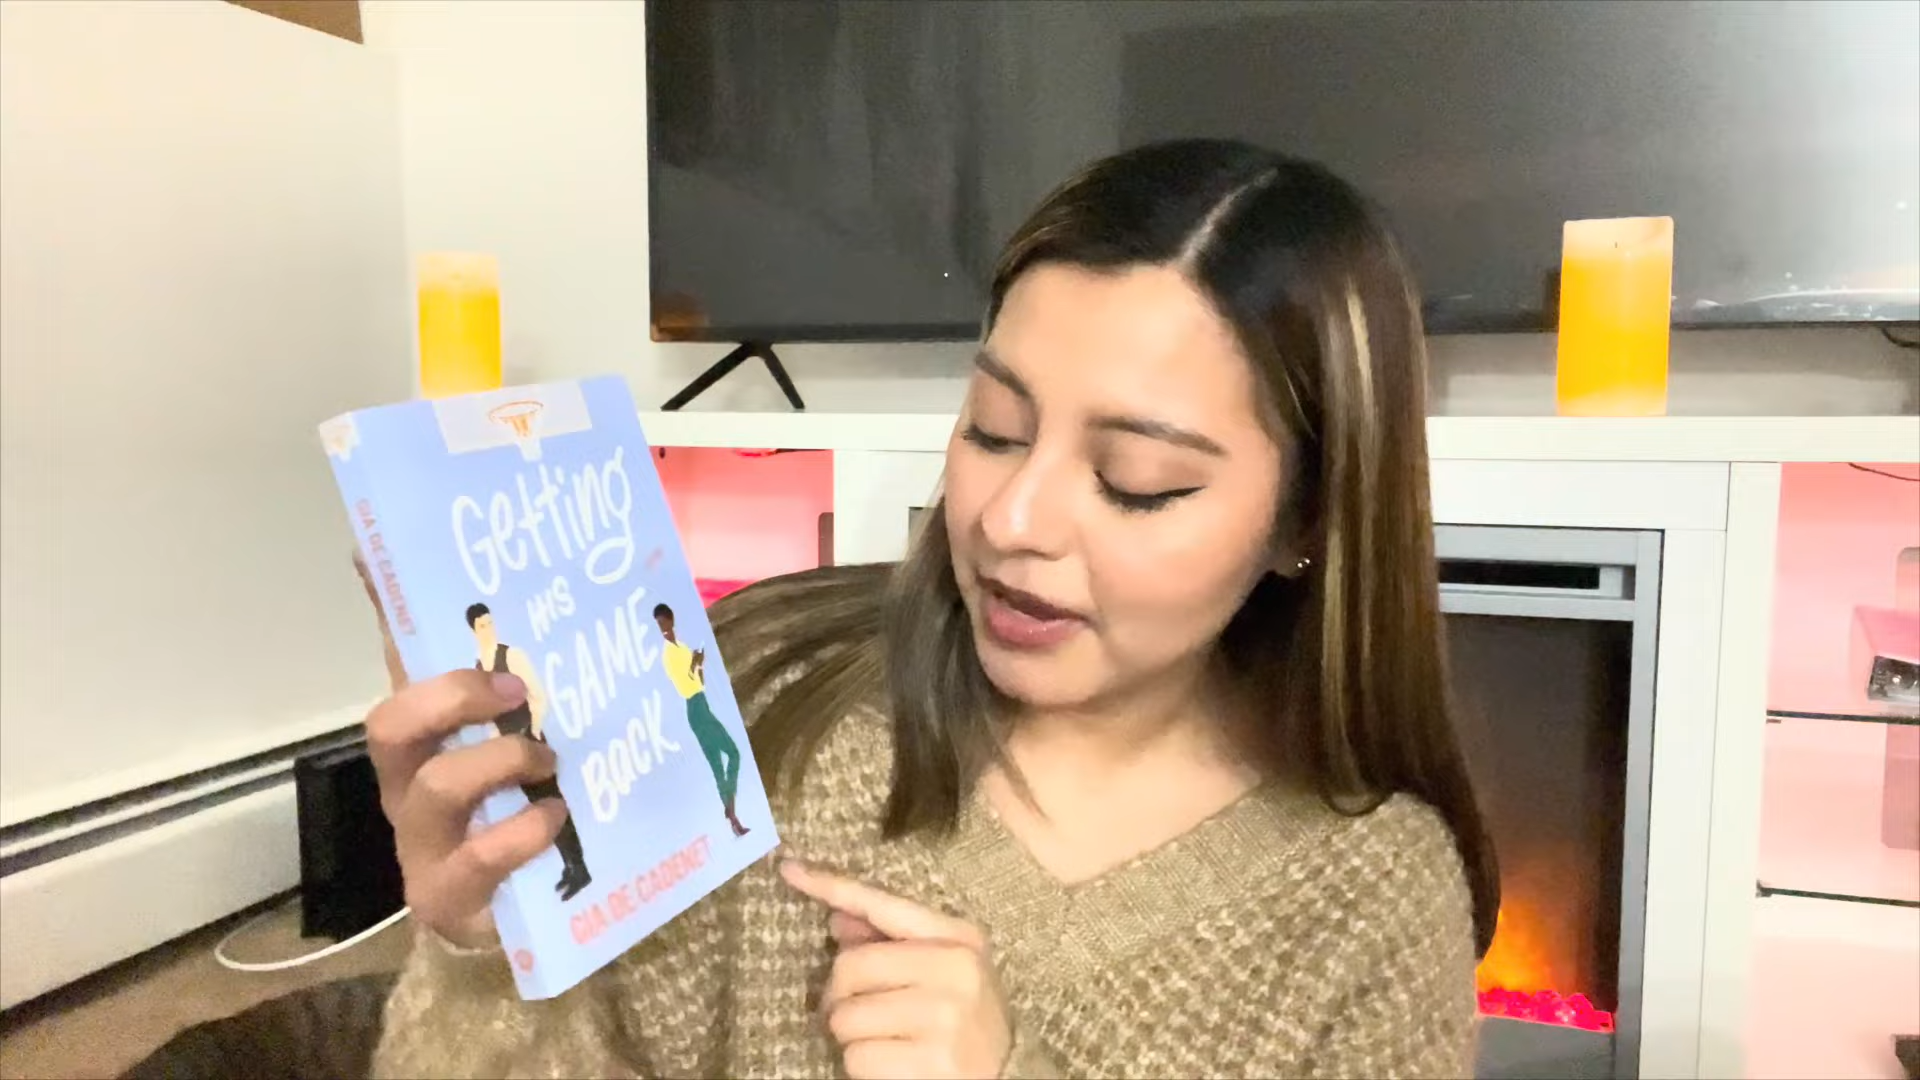 Getting
HIS
GAME
BACK
GIA DE CADENET
GIA DE CADENET